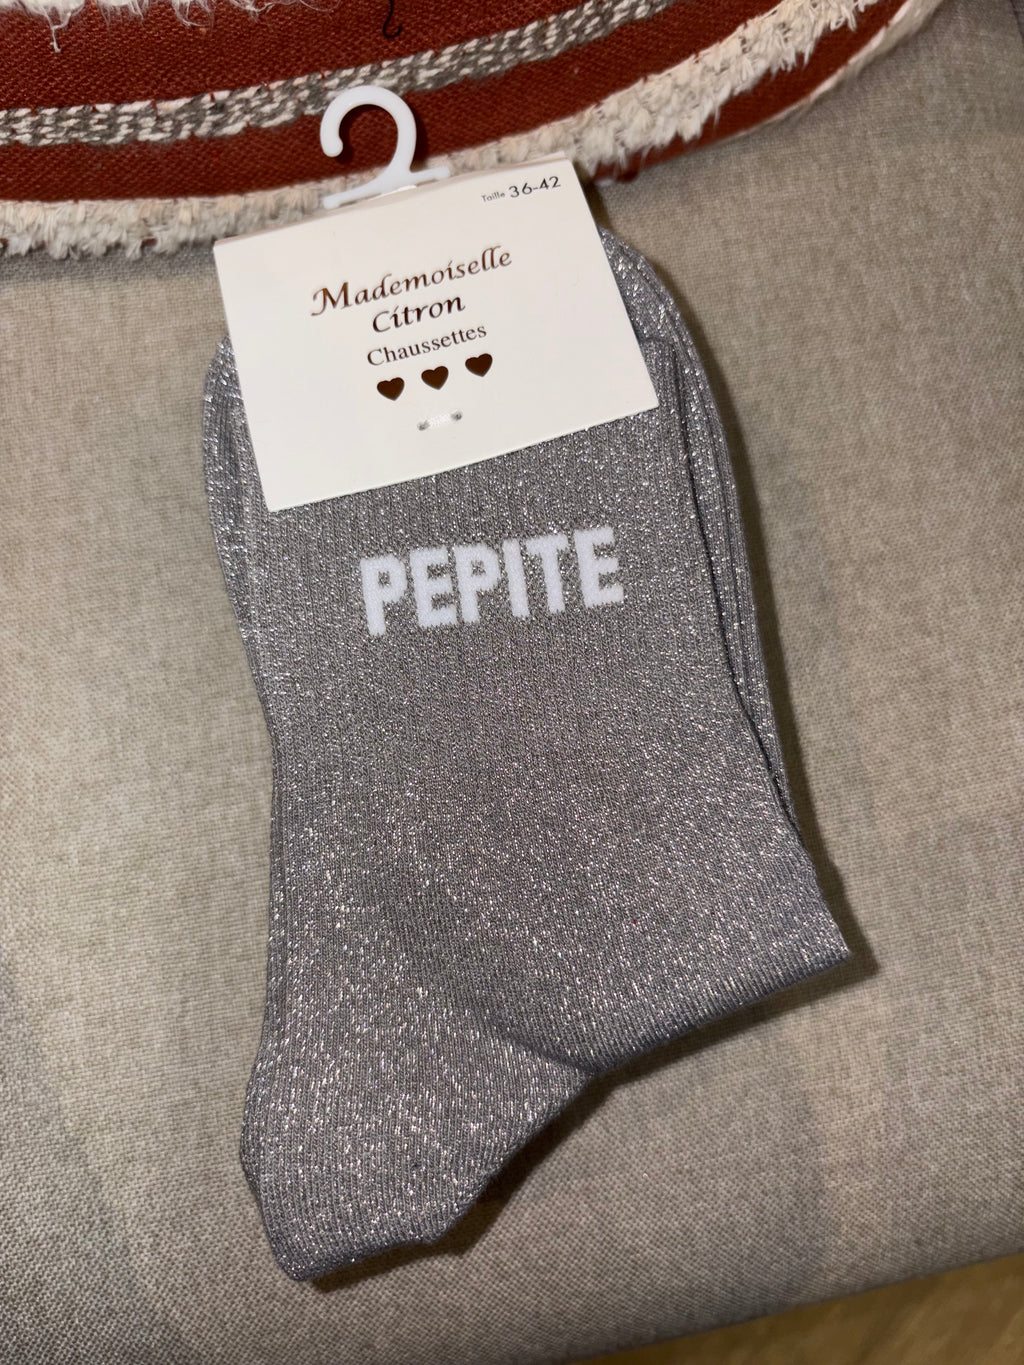 Taille 36-42
Mademoiselle
Citron
Chaussettes
PEPITE